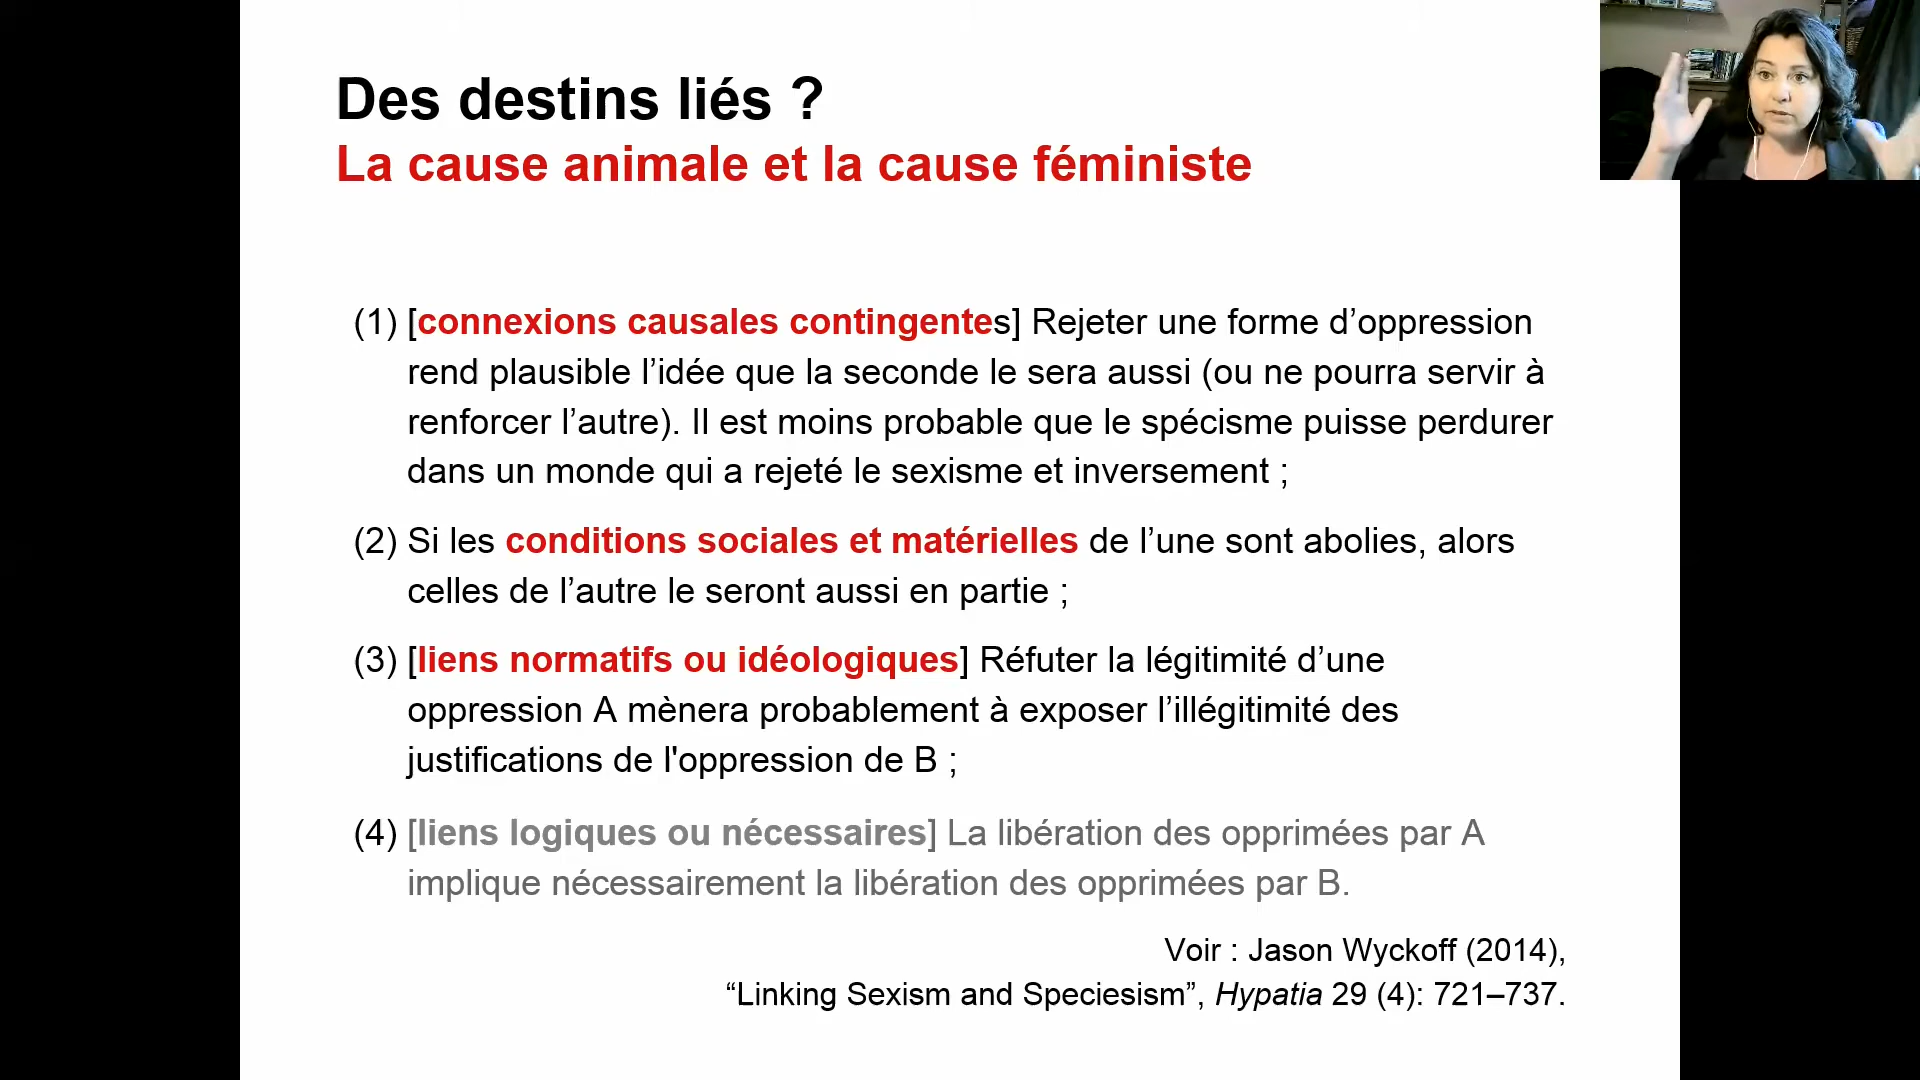 Des destins liés ?
La cause animale et la cause féministe
(1) [connexions causales contingentes] Rejeter une forme d’oppression
rend plausible l’idée que la seconde le sera aussi (ou ne pourra servir à
renforcer l’autre). Il est moins probable que le spécisme puisse perdurer
dans un monde qui a rejeté le sexisme et inversement ;
(2) Si les conditions sociales et matérielles de l’une sont abolies, alors
celles de l’autre le seront aussi en partie ;
(3) [liens normatifs ou idéologiques] Réfuter la légitimité d’une
oppression A mènera probablement à exposer l’illégitimité des
justifications de l'oppression de B ;
(4) [liens logiques ou nécessaires] La libération des opprimées par A
implique nécessairement la libération des opprimées par B.
Voir : Jason Wyckoff (2014),
“Linking Sexism and Speciesism”, Hypatia 29 (4): 721–737.